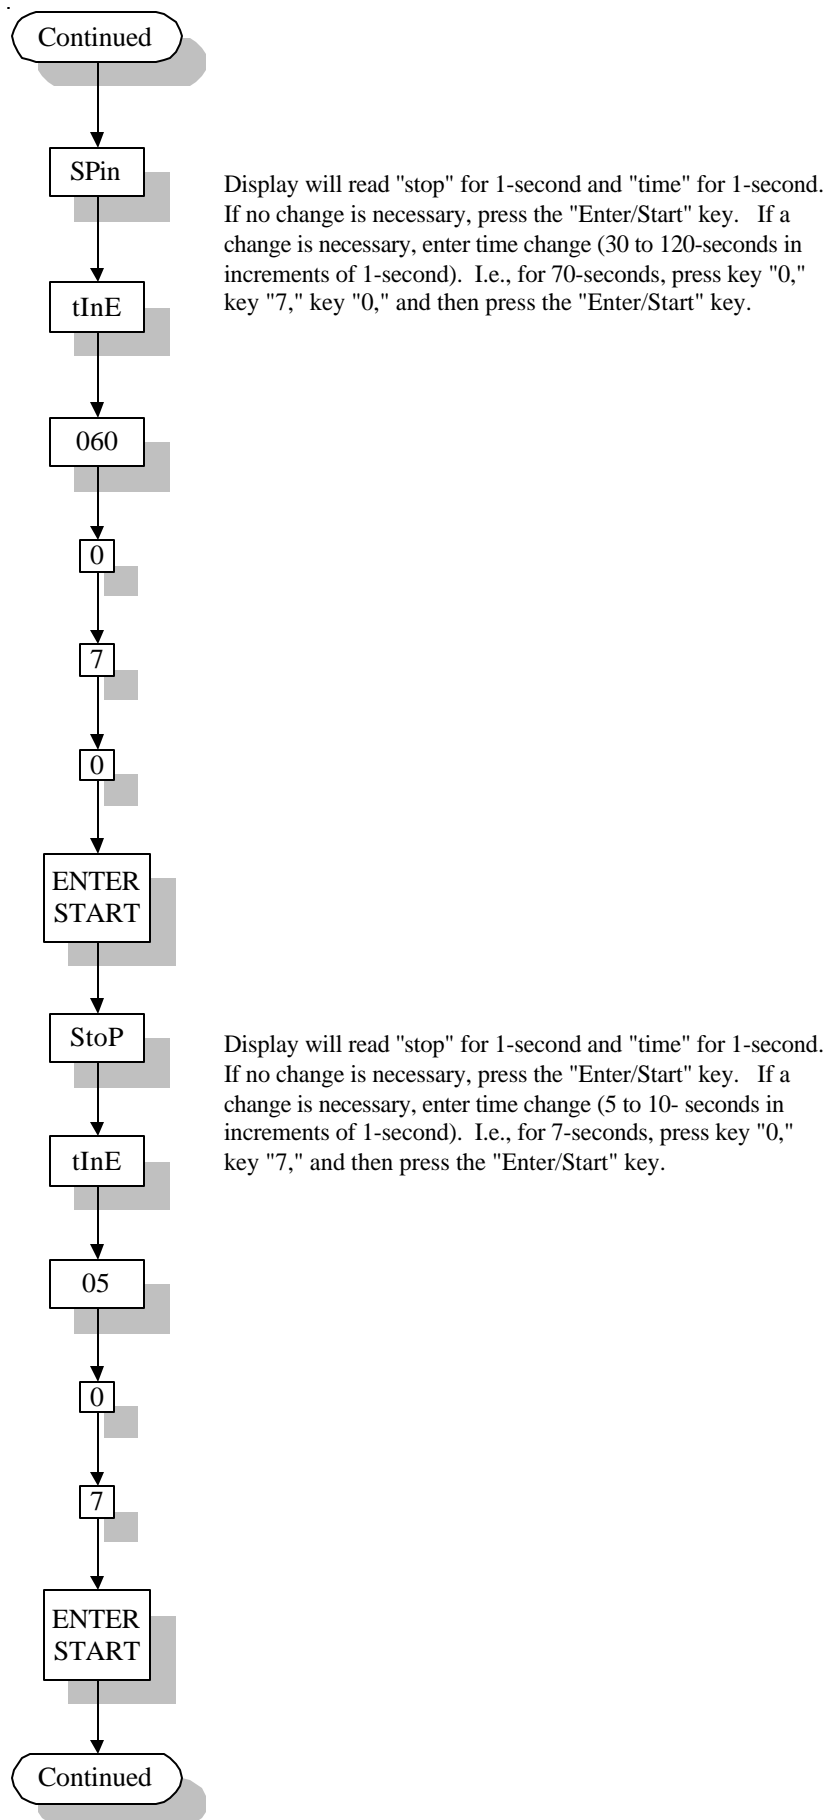 Continued
SPin
Display will read "stop" for 1-second and "time" for 1-second.
If no change is necessary, press the "Enter/Start" key.   If a
change is necessary, enter time change (30 to 120-seconds in
increments of 1-second).  I.e., for 70-seconds, press key "0,"
key "7," key "0," and then press the "Enter/Start" key.
tInE
060
0
7
0
ENTER
START
StoP
Display will read "stop" for 1-second and "time" for 1-second.
If no change is necessary, press the "Enter/Start" key.   If a
change is necessary, enter time change (5 to 10- seconds in
increments of 1-second).  I.e., for 7-seconds, press key "0,"
key "7," and then press the "Enter/Start" key.
tInE
05
0
7
ENTER
START
Continued